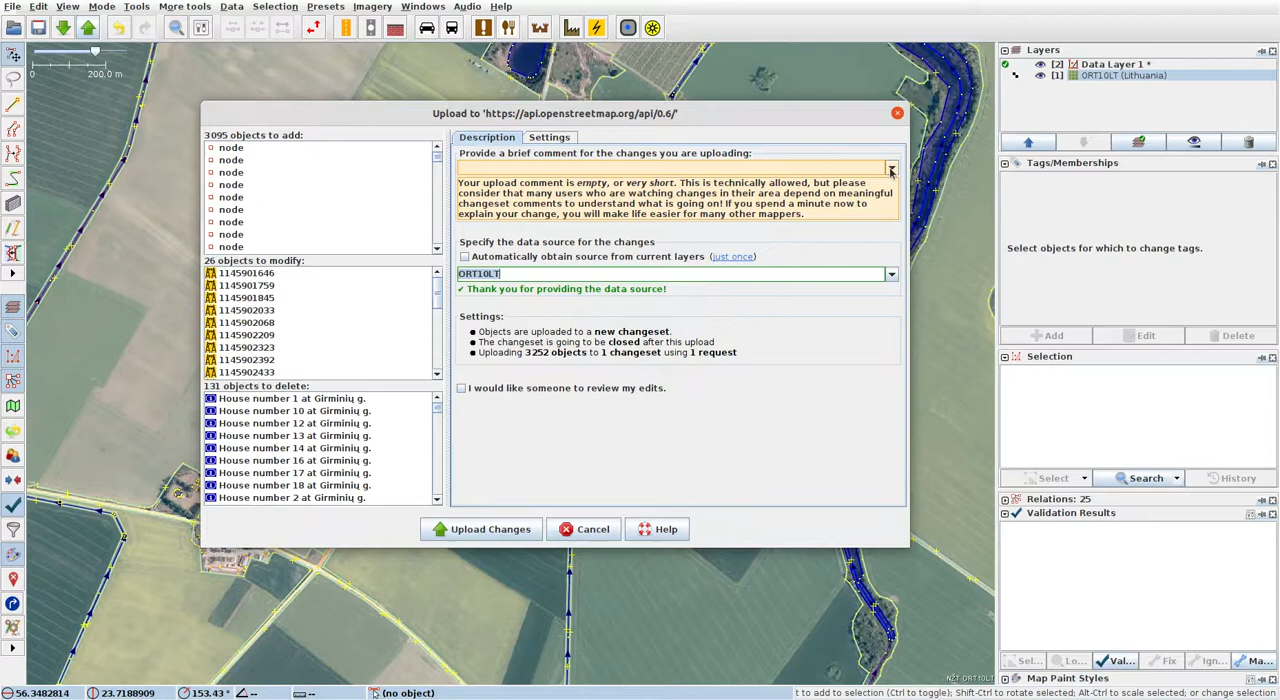 File Edit View Mode Tools More tools Data Selection Presets Imagery Windows Audio Help
0 200.0 m
Upload to 'https://api.openstreetmap.org/api/0.6/'
3095 objects to add:
node
node
node
node
node
node
node
node
node
26 objects to modify:
1145901646
1145901759
1145901845
1145902033
1145902068
1145902209
1145902323
1145902392
1145902433
131 objects to delete:
House number 1 at Girminių g.
House number 10 at Girminių g.
House number 12 at Girminių g.
House number 13 at Girminių g.
House number 14 at Girminių g.
House number 16 at Girminių g.
House number 17 at Girminių g.
House number 18 at Girminių g.
House number 2 at Girminių g.
Description Settings
Provide a brief comment for the changes you are uploading:
Your upload comment is empty, or very short. This is technically allowed, but please
consider that many users who are watching changes in their area depend on meaningful
changeset comments to understand what is going on! If you spend a minute now to
explain your change, you will make life easier for many other mappers.
Specify the data source for the changes
Automatically obtain source from current layers (just once)
ORT10LT
✔ Thank you for providing the data source!
Settings:
● Objects are uploaded to a new changeset.
● The changeset is going to be closed after this upload
● Uploading 3252 objects to 1 changeset using 1 request
I would like someone to review my edits.
Upload Changes Cancel Help
Layers
[2] Data Layer 1 *
[1] ORT10LT (Lithuania)
Tags/Memberships
Select objects for which to change tags.
Add Edit Delete
Selection
Select Search History
Relations: 25
Validation Results
Sel... Lo... Val... Fix Ign... Ma...
Map Paint Styles
NŽT ORT10LT
56.3482814 23.7188909 153.43 ° -- -- (no object) t to add to selection (Ctrl to toggle); Shift-Ctrl to rotate selected; Alt-Ctrl to scale selected; or change selection